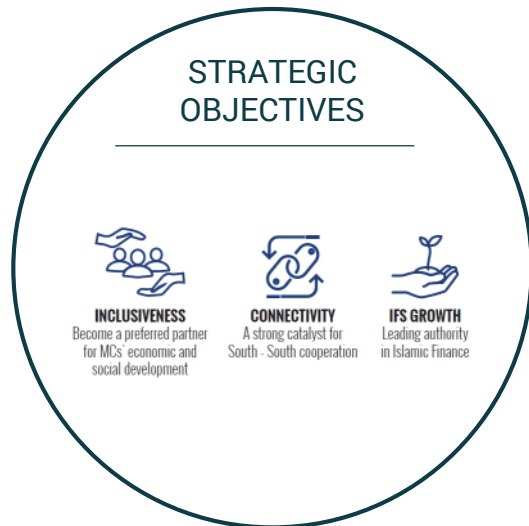 STRATEGIC
OBJECTIVES
INCLUSIVENESS
Become a preferred partner
for MCs' economic and
social development
CONNECTIVITY
A strong catalyst for
South - South cooperation
IFS GROWTH
Leading authority
in Islamic Finance